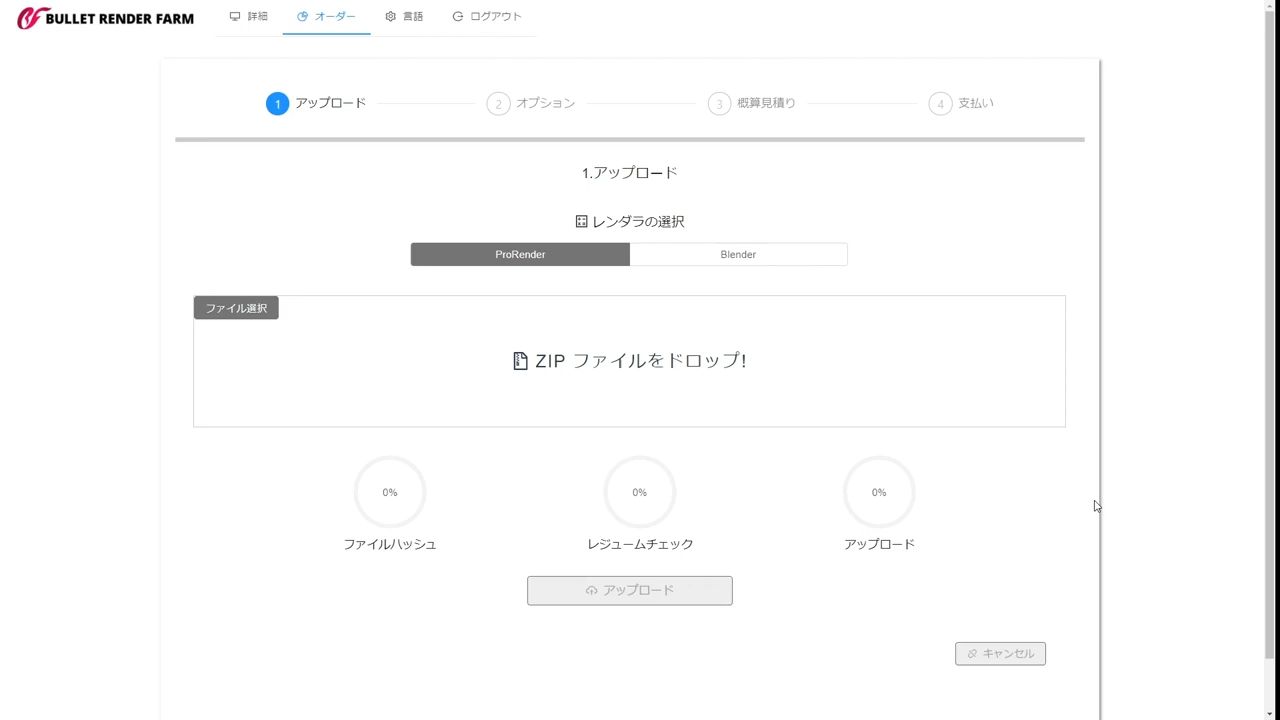 BULLET RENDER FARM
詳細
オーダー
言語
ログアウト
1 アップロード
2 オプション
3 概算見積り
4 支払い
1.アップロード
レンダラの選択
ProRender
Blender
ファイル選択
ZIP ファイルをドロップ!
0%
0%
0%
ファイルハッシュ
レジュームチェック
アップロード
アップロード
キャンセル